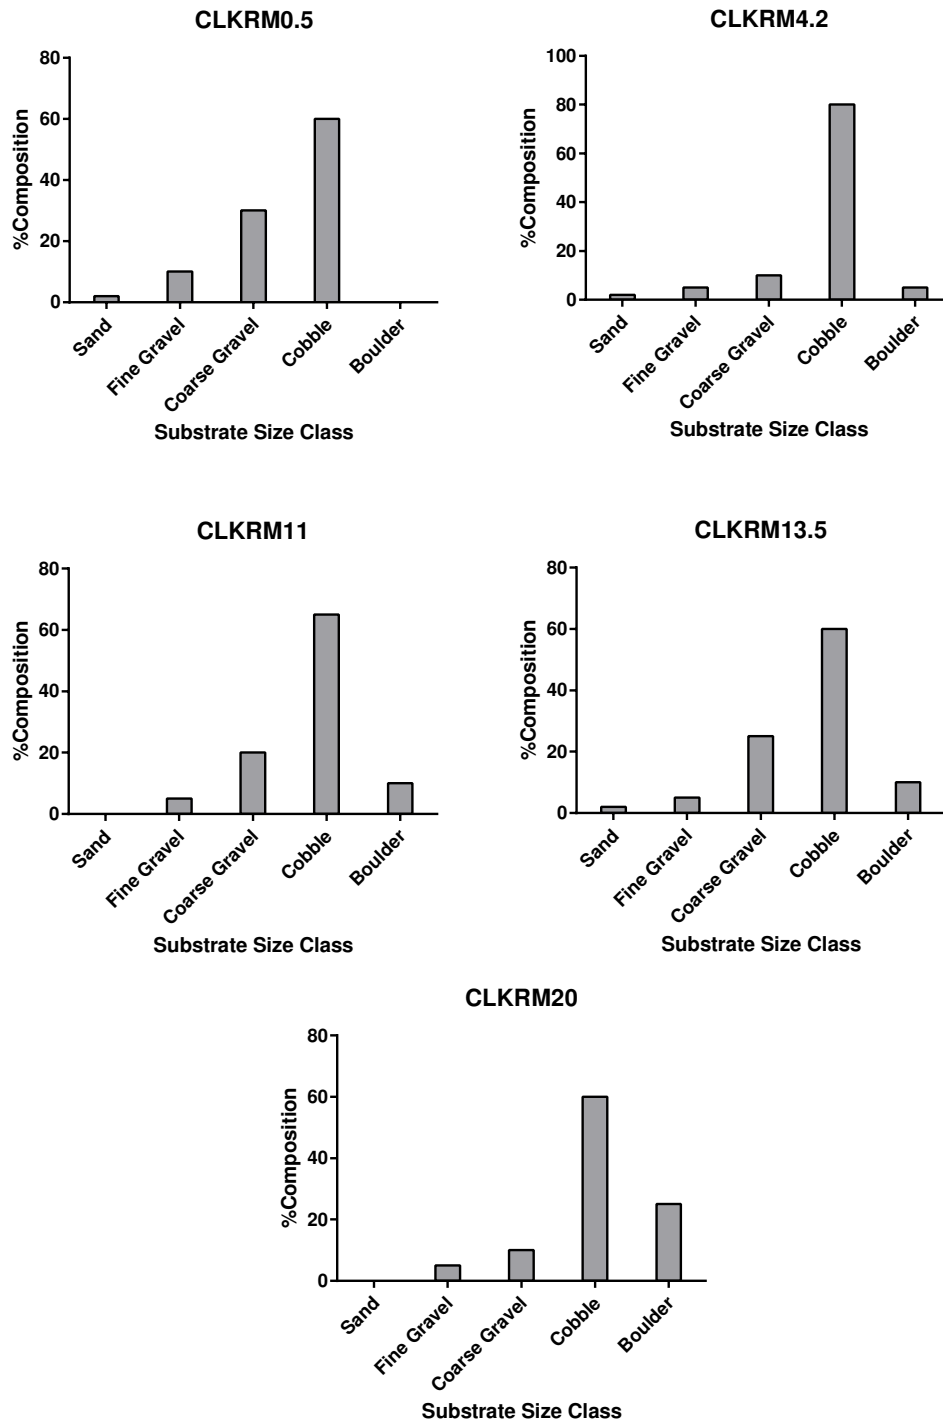 CLKRM0.5
%Composition
80
60
40
20
0
Sand
Fine Gravel
Coarse Gravel
Cobble
Boulder
Substrate Size Class
CLKRM4.2
%Composition
100
80
60
40
20
0
Sand
Fine Gravel
Coarse Gravel
Cobble
Boulder
Substrate Size Class
CLKRM11
%Composition
80
60
40
20
0
Sand
Fine Gravel
Coarse Gravel
Cobble
Boulder
Substrate Size Class
CLKRM13.5
%Composition
80
60
40
20
0
Sand
Fine Gravel
Coarse Gravel
Cobble
Boulder
Substrate Size Class
CLKRM20
%Composition
80
60
40
20
0
Sand
Fine Gravel
Coarse Gravel
Cobble
Boulder
Substrate Size Class